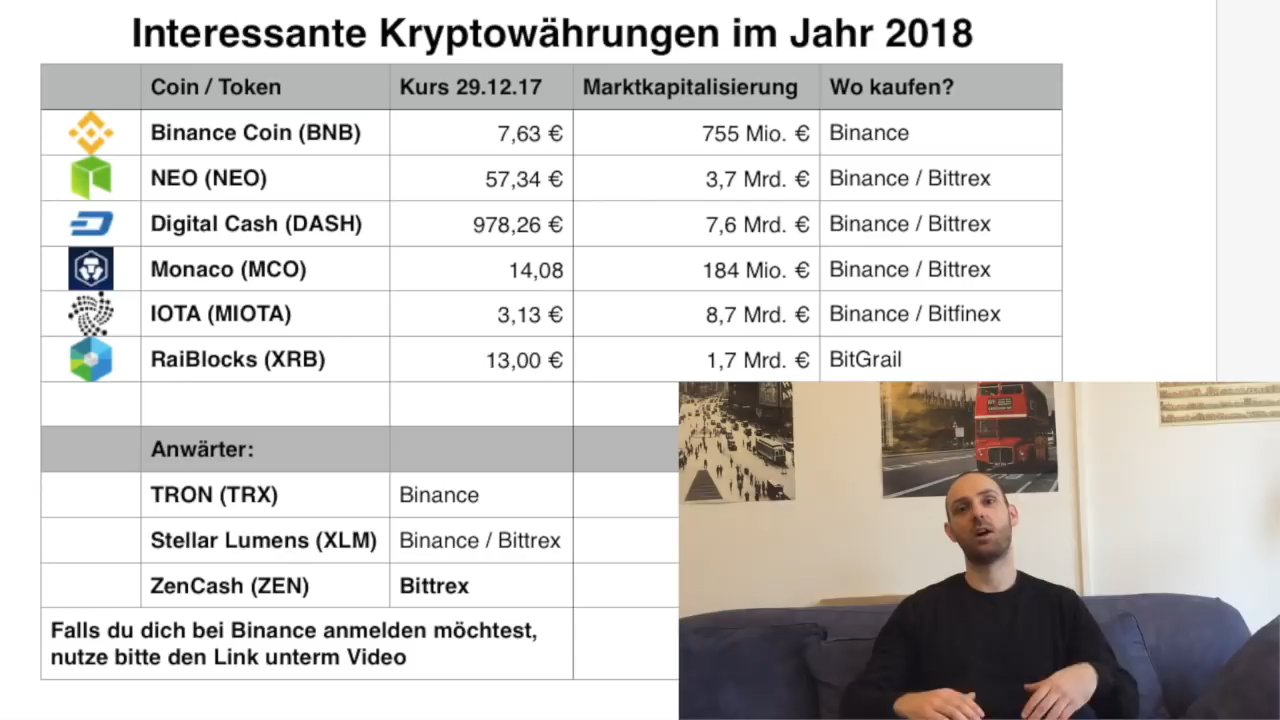 Interessante Kryptowährungen im Jahr 2018
Coin / Token Kurs 29.12.17 Marktkapitalisierung Wo kaufen?
Binance Coin (BNB) 7,63 € 755 Mio. € Binance
NEO (NEO) 57,34 € 3,7 Mrd. € Binance / Bittrex
Digital Cash (DASH) 978,26 € 7,6 Mrd. € Binance / Bittrex
Monaco (MCO) 14,08 184 Mio. € Binance / Bittrex
IOTA (MIOTA) 3,13 € 8,7 Mrd. € Binance / Bitfinex
RaiBlocks (XRB) 13,00 € 1,7 Mrd. € BitGrail
Anwärter:
TRON (TRX) Binance
Stellar Lumens (XLM) Binance / Bittrex
ZenCash (ZEN) Bittrex
Falls du dich bei Binance anmelden möchtest,
nutze bitte den Link unterm Video